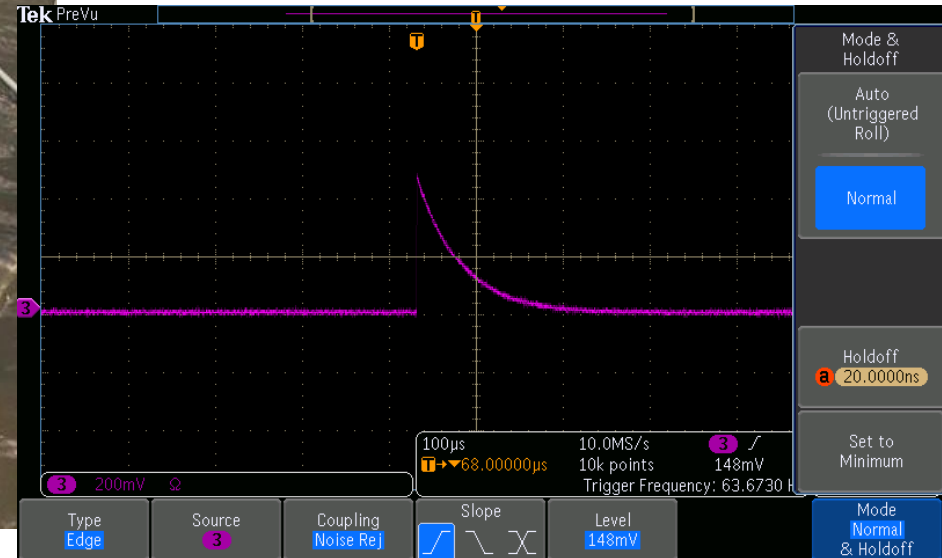 Tek PreVu
T
T
Mode &
Holdoff
Auto
(Untriggered
Roll)
Normal
3
Holdoff
a 20.0000ns
Set to
Minimum
100µs 10.0MS/s 3
T→▼68.00000µs 10k points 148mV
Trigger Frequency: 63.6730 H
3 200mV Ω
Type
Edge
Source
3
Coupling
Noise Rej
Slope
Level
148mV
Mode
Normal
& Holdoff